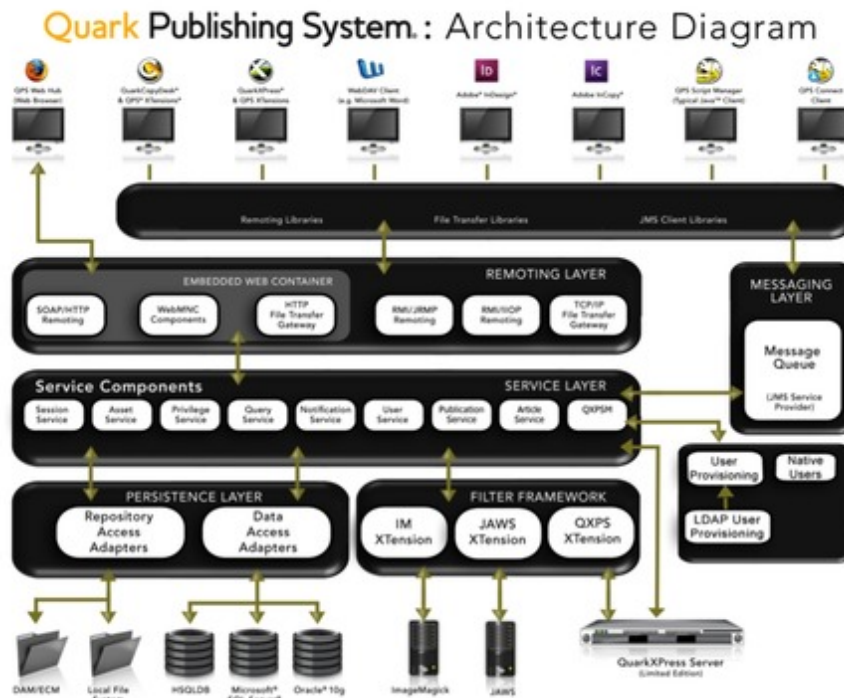 Quark Publishing System® : Architecture Diagram
QPS Web Hub
(Web Browser)
QuarkCopyDesk®
& QPS® XTensions®
QuarkXPress®
& QPS XTensions
WebDAV Client
(e.g. Microsoft Word)
Adobe® InDesign®
Adobe InCopy®
QPS Script Manager
(Typical Java™ Client)
QPS Connect
Client
Remoting Libraries
File Transfer Libraries
JMS Client Libraries
EMBEDDED WEB CONTAINER
REMOTING LAYER
SOAP/HTTP
Remoting
WebMNC
Components
HTTP
File Transfer
Gateway
RMI/JRMP
Remoting
RMI/IIOP
Remoting
TCP/IP
File Transfer
Gateway
MESSAGING
LAYER
Message
Queue
(JMS Service
Provider)
Service Components
SERVICE LAYER
Session
Service
Asset
Service
Privilege
Service
Query
Service
Notification
Service
User
Service
Publication
Service
Article
Service
QXPSM
User
Provisioning
Native
Users
LDAP User
Provisioning
PERSISTENCE LAYER
Repository
Access
Adapters
Data
Access
Adapters
FILTER FRAMEWORK
IM
XTension
JAWS
XTension
QXPS
XTension
DAM/ECM
Local File
HSQLDB
Microsoft®
Oracle® 10g
ImageMagick
JAWS
QuarkXPress Server
(Limited Edition)